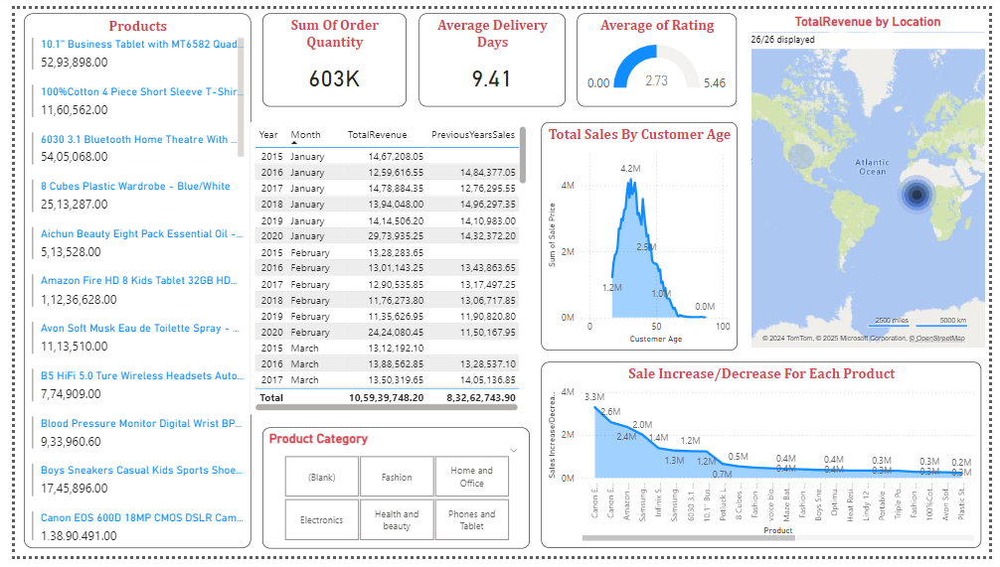 Products
10.1" Business Tablet with MT6582 Quad...
52,93,898.00
100%Cotton 4 Piece Short Sleeve T-Shir...
11,60,562.00
6030 3.1 Bluetooth Home Theatre With ...
54,05,068.00
8 Cubes Plastic Wardrobe - Blue/White
25,13,287.00
Aichun Beauty Eight Pack Essential Oil -...
5,13,528.00
Amazon Fire HD 8 Kids Tablet 32GB HD...
1,12,36,628.00
Avon Soft Musk Eau de Toilette Spray - ...
11,13,510.00
B5 HiFi 5.0 Ture Wireless Headsets Auto...
7,74,909.00
Blood Pressure Monitor Digital Wrist BP...
9,33,960.60
Boys Sneakers Casual Kids Sports Shoe...
17,45,896.00
Canon EOS 600D 18MP CMOS DSLR Cam...
1,38,90,491.00
Sum Of Order
Quantity
603K
Average Delivery
Days
9.41
Average of Rating
0.00 2.73 5.46
TotalRevenue by Location
26/26 displayed
Atlantic
Ocean
2500 miles 5000 km
© 2024 TomTom, © 2025 Microsoft Corporation, © OpenStreetMap
Year Month TotalRevenue PreviousYearsSales
2015 January 14,67,208.05
2016 January 12,59,616.55 14,84,377.05
2017 January 14,78,884.35 12,76,295.55
2018 January 13,94,048.00 14,96,297.35
2019 January 14,14,506.20 14,10,983.00
2020 January 29,73,935.25 14,32,372.20
2015 February 13,28,283.65
2016 February 13,01,143.25 13,43,863.65
2017 February 12,90,535.85 13,17,497.25
2018 February 11,76,273.80 13,06,717.85
2019 February 11,35,626.95 11,90,820.80
2020 February 24,24,080.45 11,50,167.95
2015 March 13,12,192.10
2016 March 13,88,562.85 13,28,537.10
2017 March 13,50,319.65 14,05,136.85
Total 10,59,39,748.20 8,32,62,743.90
Total Sales By Customer Age
Sum of Sale Price
4M
2M
0M
4.2M
2.5M
1.2M
1.0M
0.0M
0 50 100
Customer Age
Product Category
(Blank)
Fashion
Home and
Office
Electronics
Health and
beauty
Phones and
Tablet
Sale Increase/Decrease For Each Product
Sales Increase/Decrea...
4M
2M
0M
3.3M
2.6M
2.4M
2.0M
1.4M
1.3M
1.2M
1.2M
0.7M
0.5M
0.4M
0.4M
0.4M
0.4M
0.3M
0.3M
0.3M
0.3M
0.2M
0.3M
Canon E...
Canon E...
Amazon ...
Samsung...
Infinix S...
Samsung...
6030 3.1 ...
10.1" Bus...
Potluck L...
8 Cubes ...
Fashion ...
voice blo...
Maze Bat...
Fashion ...
Boys Sne...
Optimu...
Heat Resi...
Lindy 12 ...
Portable ...
Triple Po...
Fashion ...
100%Cot...
Avon Sof...
Plastic St...
Product